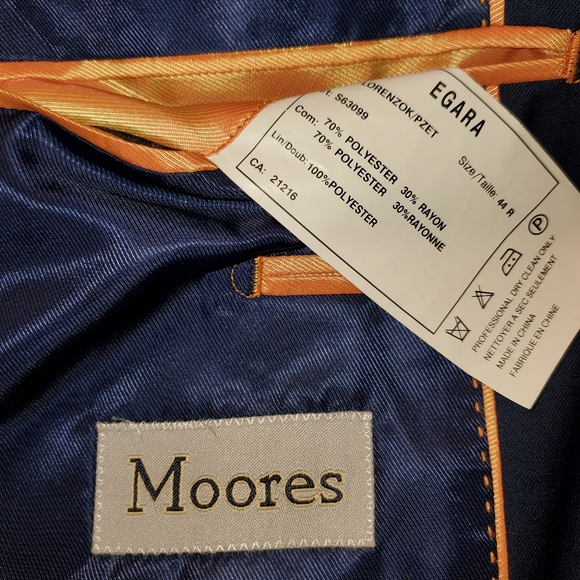 EGARA
LORENZOK/PZET
Size/Taille: 44 R
S63099
Com: 70% POLYESTER 30% RAYON
70% POLYESTER 30%RAYONNE
Lin/Doub: 100%POLYESTER
CA: 21216
PROFESSIONAL DRY CLEAN ONLY
NETTOYER A SEC SEULEMENT
MADE IN CHINA
FABRIQUE EN CHINE
P
Moores